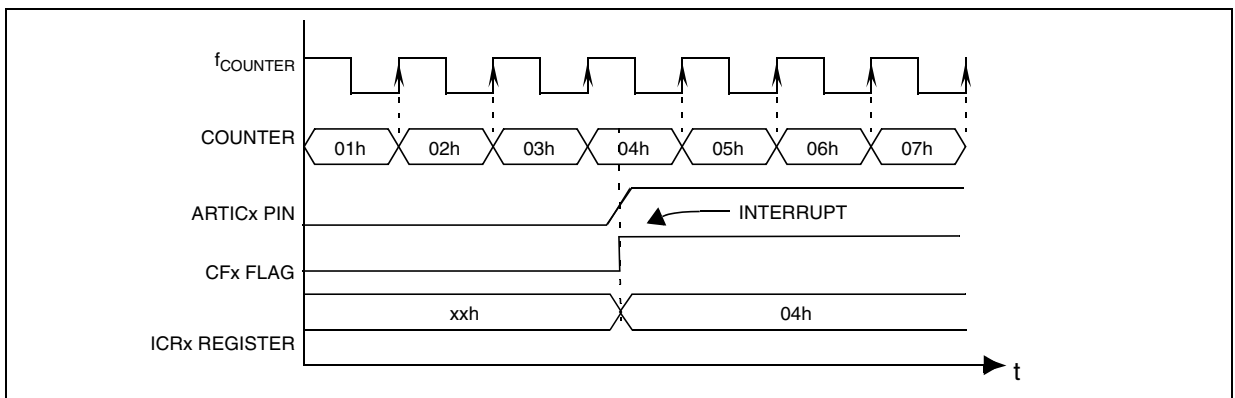 fCOUNTER
COUNTER 01h 02h 03h 04h 05h 06h 07h
ARTICx PIN INTERRUPT
CFx FLAG
xxh 04h
ICRx REGISTER
t